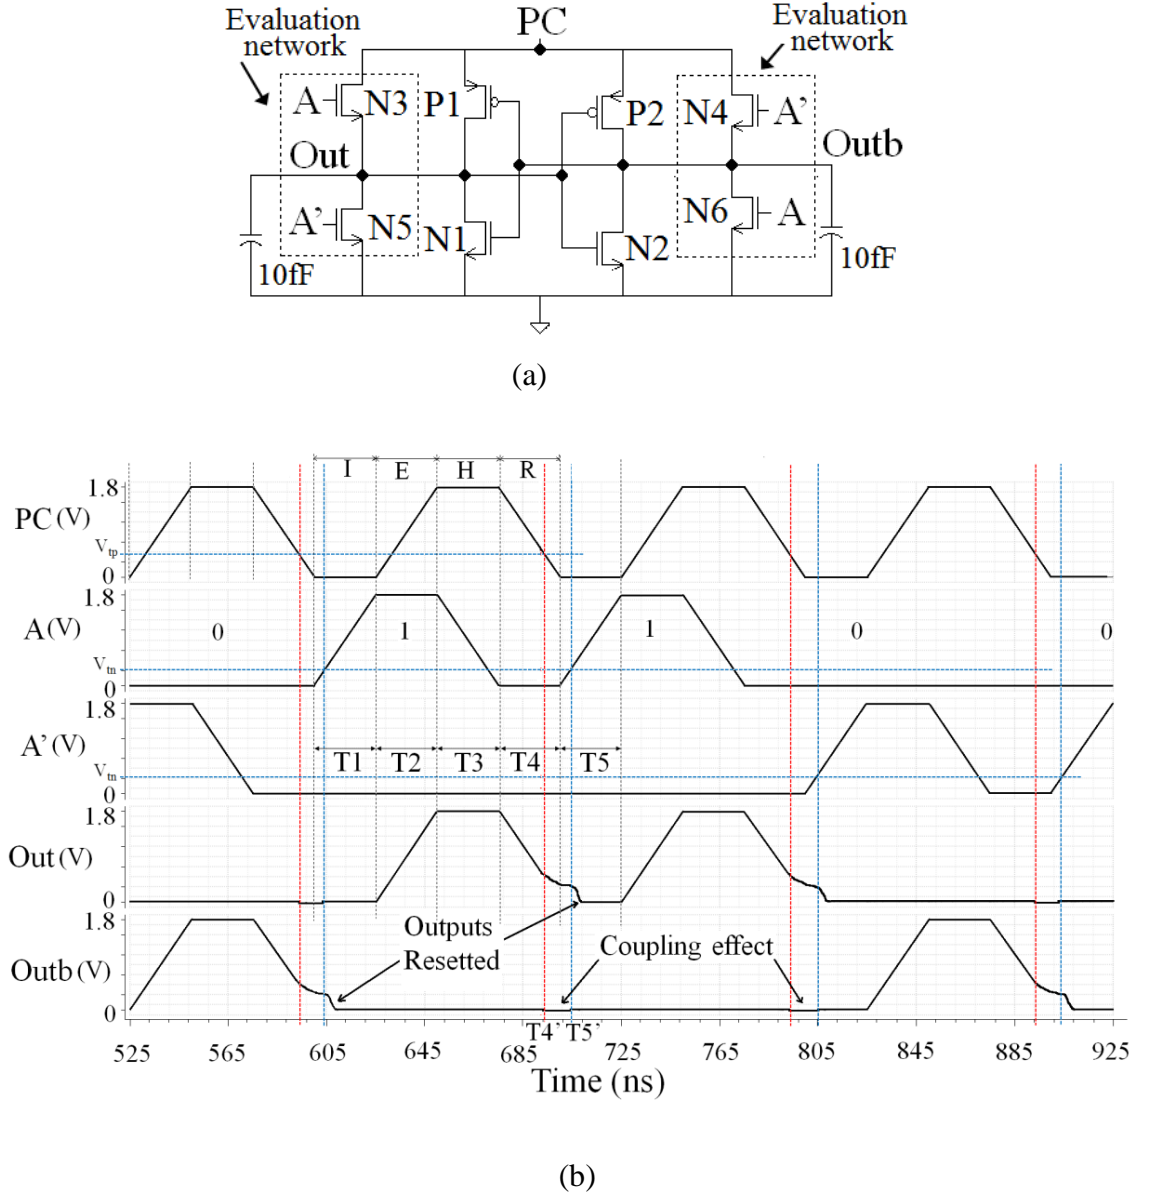 Evaluation
network
PC
Evaluation
network
A
N3
P1
P2
N4
A'
Out
Outb
A'
N5
N1
N2
N6
A
10fF
10fF
(a)
I
E
H
R
1.8
PC(V)
Vtp
0
1.8
A(V)
0
1
1
0
0
Vtn
0
1.8
A'(V)
T1
T2
T3
T4
T5
Vtn
0
1.8
Out(V)
0
1.8
Outputs
Resetted
Coupling effect
Outb(V)
0
T4' T5'
525 565 605 645 685 725 765 805 845 885 925
Time (ns)
(b)